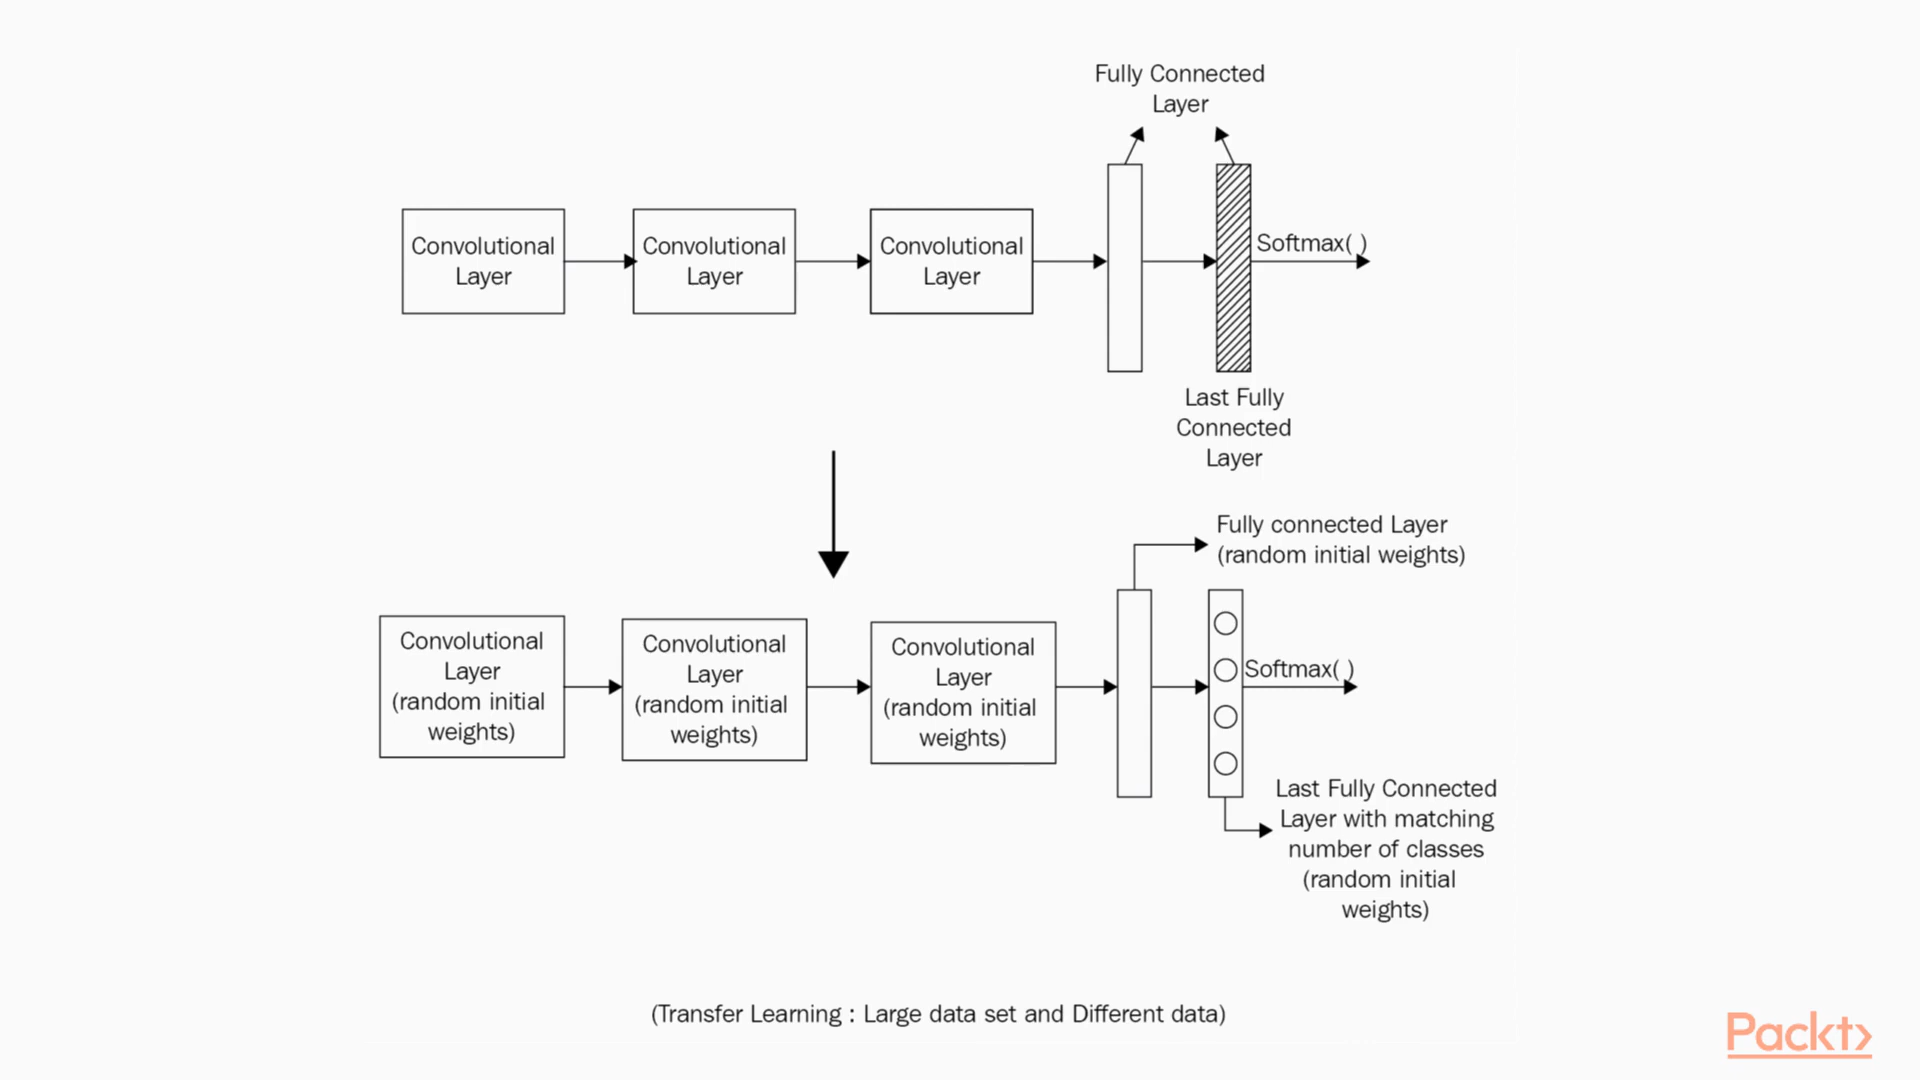 Fully Connected
Layer
Convolutional
Layer
Convolutional
Layer
Convolutional
Layer
Softmax( )
Last Fully
Connected
Layer
Fully connected Layer
(random initial weights)
Convolutional
Layer
(random initial
weights)
Convolutional
Layer
(random initial
weights)
Convolutional
Layer
(random initial
weights)
Softmax( )
Last Fully Connected
Layer with matching
number of classes
(random initial
weights)
(Transfer Learning : Large data set and Different data)
Packt>